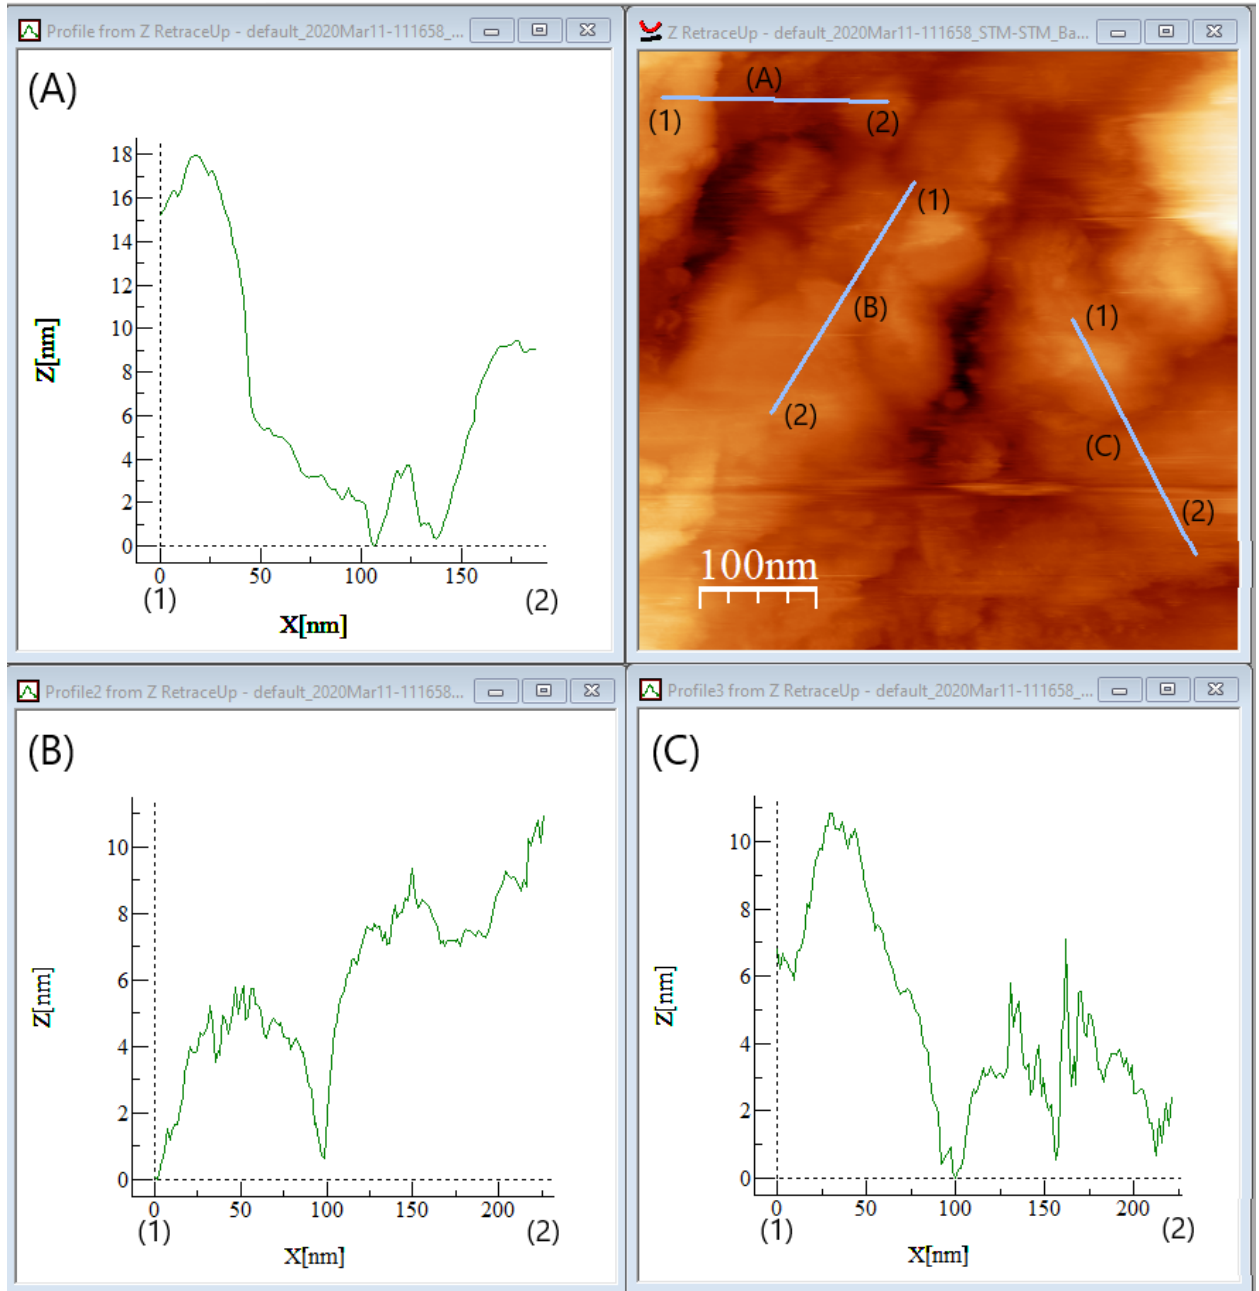 Profile from Z RetraceUp - default_2020Mar11-111658_...
(A)
18
16
14
12
10
8
6
4
2
0
Z[nm]
0
50
100
150
(1)
(2)
X[nm]
Z RetraceUp - default_2020Mar11-111658_STM-STM_Ba...
(A)
(1)
(2)
(1)
(B)
(2)
(1)
(C)
(2)
100nm
Profile2 from Z RetraceUp - default_2020Mar11-111658...
(B)
10
8
6
4
2
0
Z[nm]
0
50
100
150
200
(1)
(2)
X[nm]
Profile3 from Z RetraceUp - default_2020Mar11-111658_...
(C)
10
8
6
4
2
0
Z[nm]
0
50
100
150
200
(1)
(2)
X[nm]